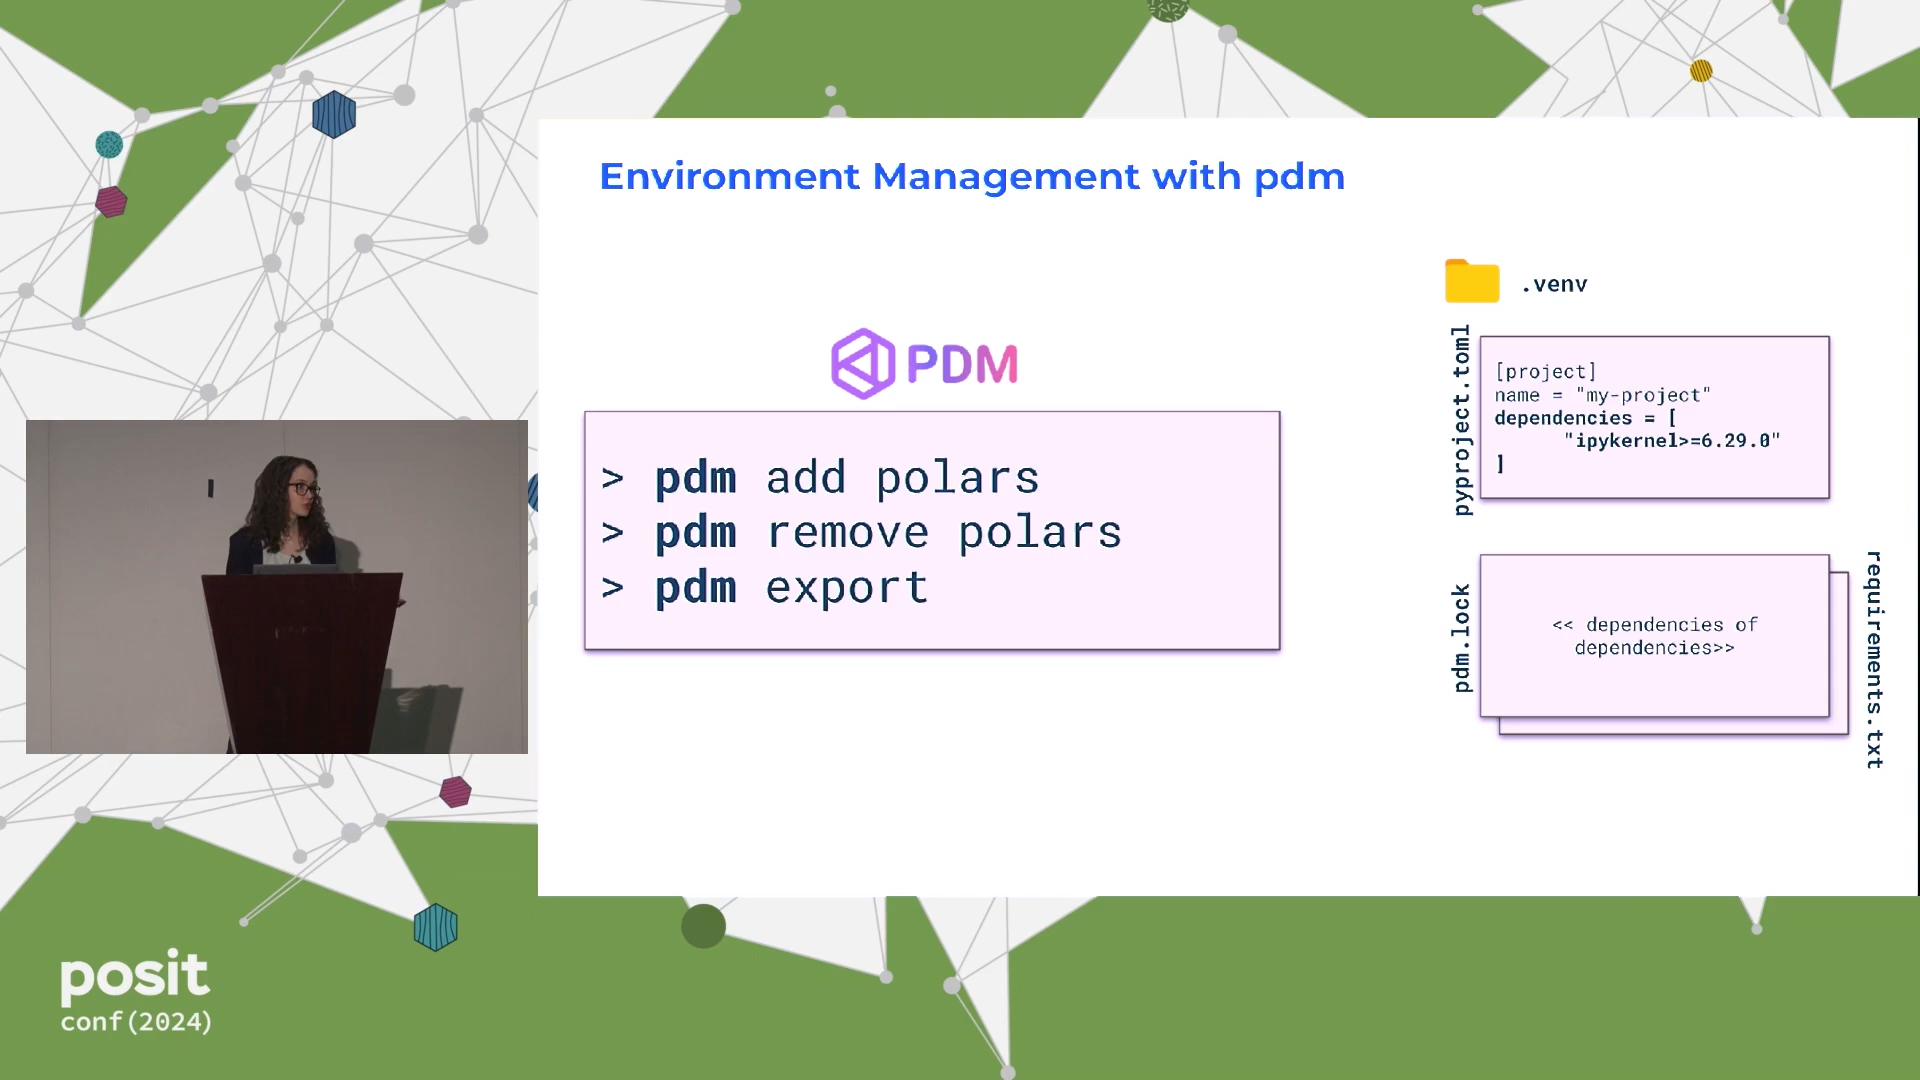 Environment Management with pdm
PDM
> pdm add polars
> pdm remove polars
> pdm export
.venv
pyproject.toml
[project]
name = "my-project"
dependencies = [
"ipykernel>=6.29.0"
]
pdm.lock
<< dependencies of
dependencies>>
requirements.txt
posit
conf(2024)